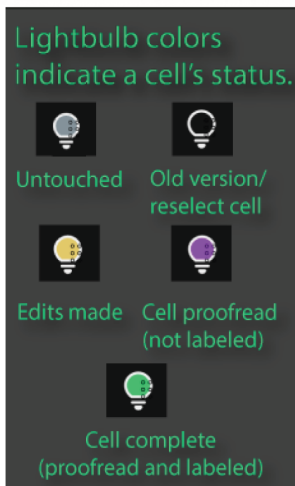 Lightbulb colors
indicate a cell's status.
Untouched
Old version/
reselect cell
Edits made
Cell proofread
(not labeled)
Cell complete
(proofread and labeled)